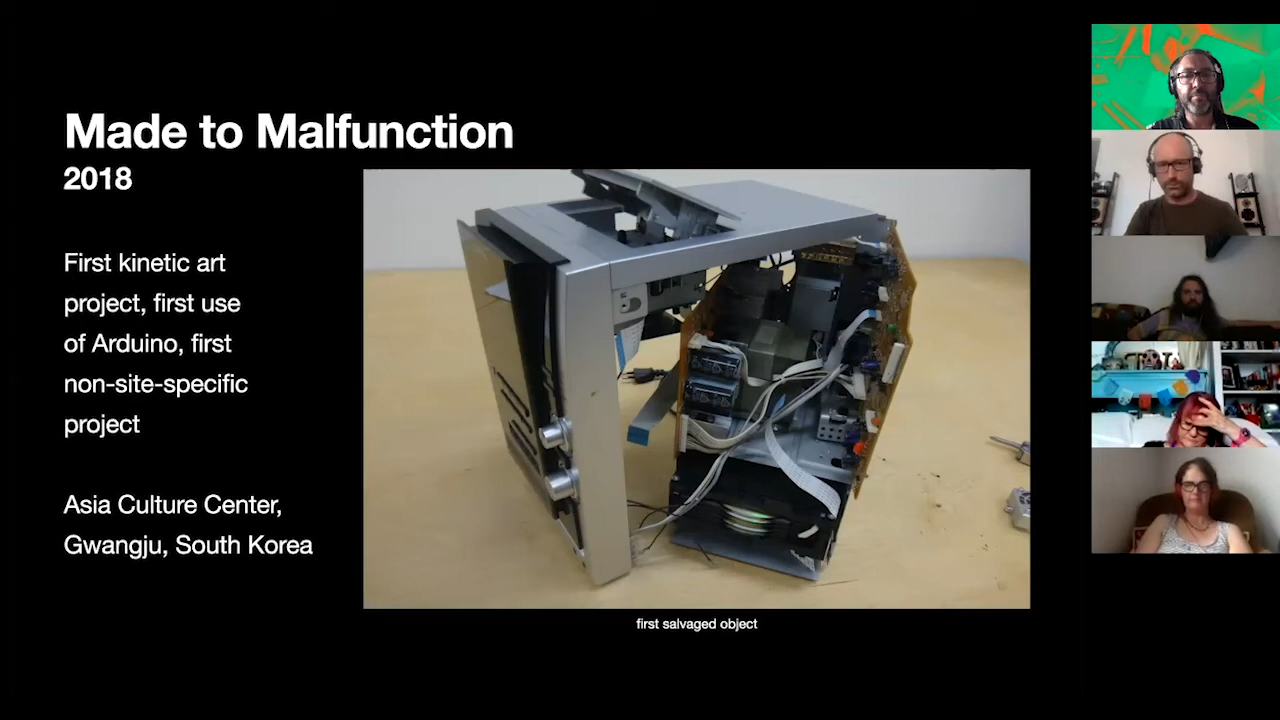 Made to Malfunction
2018
First kinetic art
project, first use
of Arduino, first
non-site-specific
project
Asia Culture Center,
Gwangju, South Korea
first salvaged object